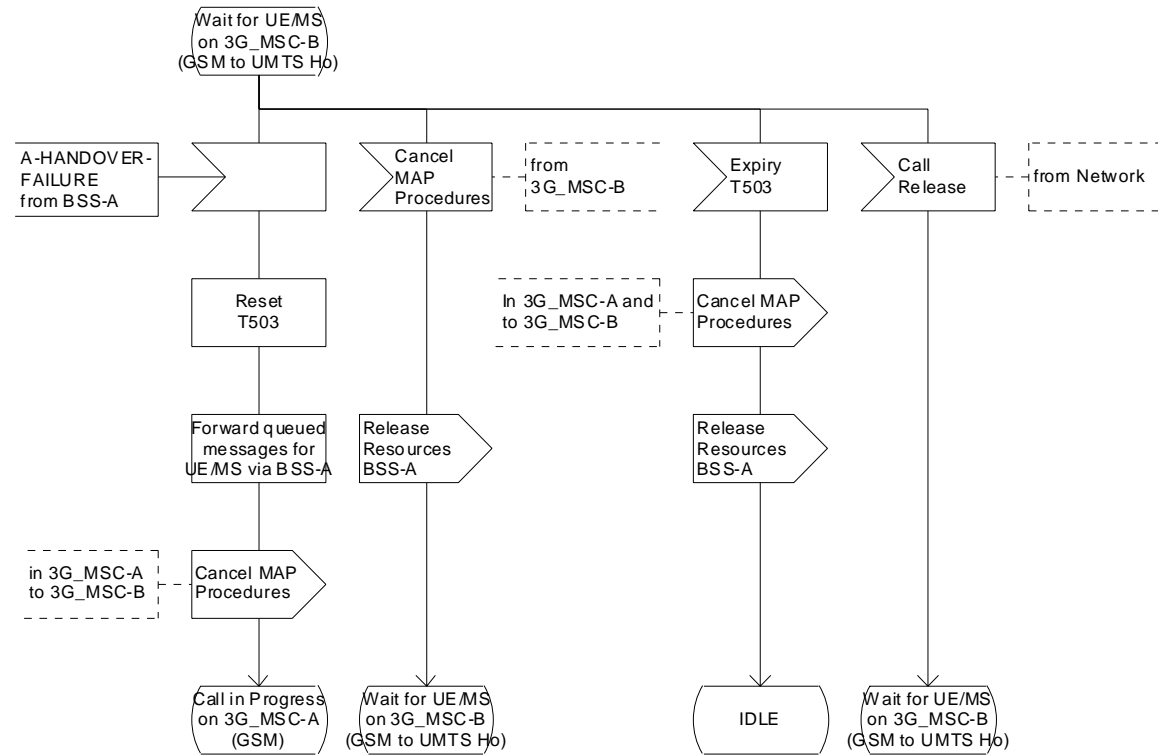 Wait for UE/MS
on 3G_MSC-B
(GSM to UMTS Ho)
A-HANDOVER-
FAILURE
from BSS-A
Cancel
MAP
Procedures
from
3G_MSC-B
Expiry
T503
Call
Release
from Network
Reset
T503
In 3G_MSC-A and
to 3G_MSC-B
Cancel MAP
Procedures
Forward queued
messages for
UE/MS via BSS-A
Release
Resources
BSS-A
Release
Resources
BSS-A
in 3G_MSC-A
to 3G_MSC-B
Cancel MAP
Procedures
Call in Progress
on 3G_MSC-A
(GSM)
Wait for UE/MS
on 3G_MSC-B
(GSM to UMTS Ho)
IDLE
Wait for UE/MS
on 3G_MSC-B
(GSM to UMTS Ho)